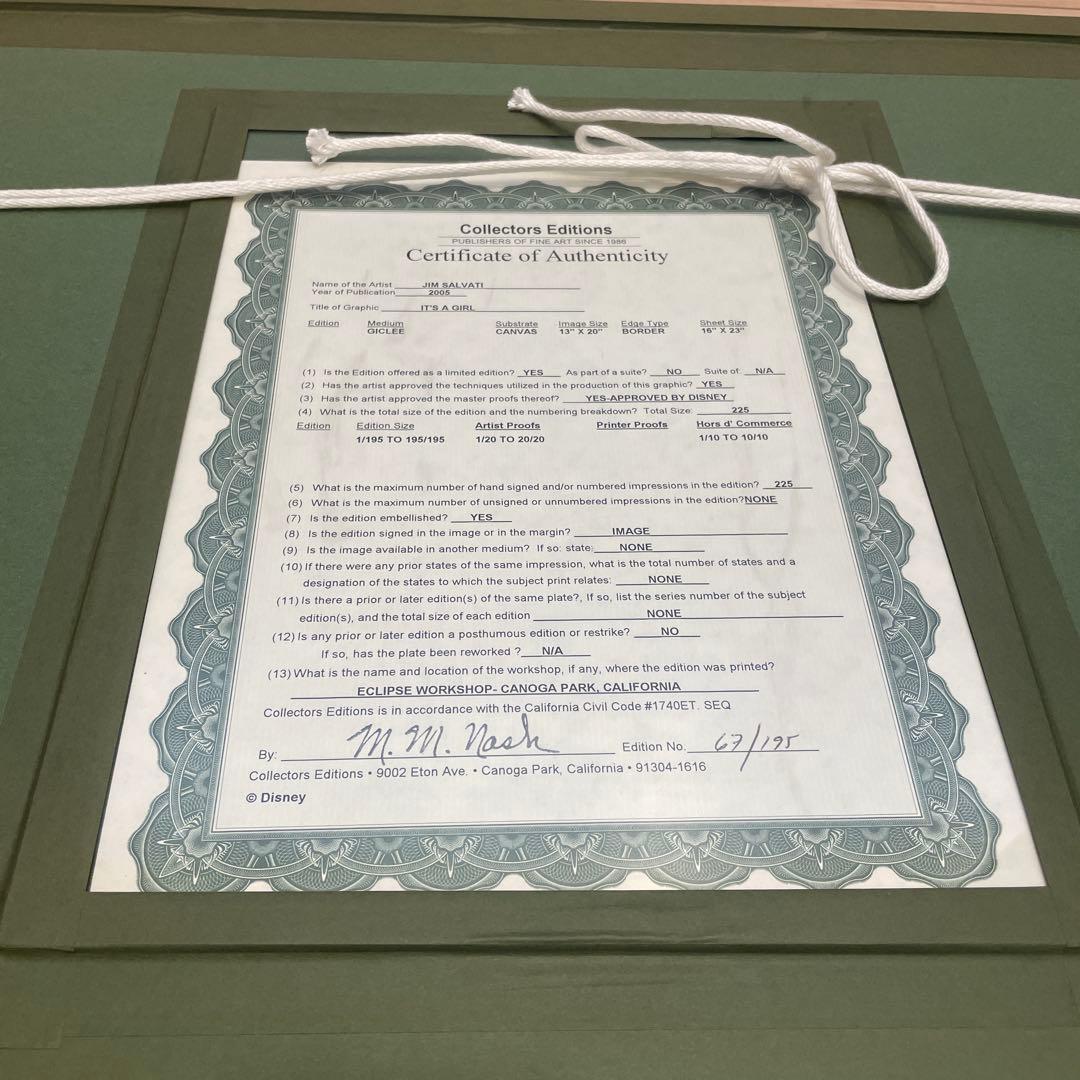 Collectors Editions
PUBLISHERS OF FINE ART SINCE 1986
Certificate of Authenticity
Name of the Artist JIM SALVATI
Year of Publication 2005
Title of Graphic IT'S A GIRL
Edition Medium Substrate Image Size Edge Type Sheet Size
GICLEE CANVAS 13" X 20" BORDER 16" X 23"
(1) Is the Edition offered as a limited edition? YES As part of a suite? NO Suite of: N/A
(2) Has the artist approved the techniques utilized in the production of this graphic? YES
(3) Has the artist approved the master proofs thereof? YES-APPROVED BY DISNEY
(4) What is the total size of the edition and the numbering breakdown? Total Size: 225
Edition Edition Size Artist Proofs Printer Proofs Hors d' Commerce
1/195 TO 195/195 1/20 TO 20/20 1/10 TO 10/10
(5) What is the maximum number of hand signed and/or numbered impressions in the edition? 225
(6) What is the maximum number of unsigned or unnumbered impressions in the edition?NONE
(7) Is the edition embellished? YES
(8) Is the edition signed in the image or in the margin? IMAGE
(9) Is the image available in another medium? If so: state: NONE
(10) If there were any prior states of the same impression, what is the total number of states and a
designation of the states to which the subject print relates: NONE
(11) Is there a prior or later edition(s) of the same plate?, If so, list the series number of the subject
edition(s), and the total size of each edition NONE
(12) Is any prior or later edition a posthumous edition or restrike? NO
If so, has the plate been reworked ? N/A
(13) What is the name and location of the workshop, if any, where the edition was printed?
ECLIPSE WORKSHOP- CANOGA PARK, CALIFORNIA
Collectors Editions is in accordance with the California Civil Code #1740ET. SEQ
By: M. M. Nash Edition No. 67/195
Collectors Editions • 9002 Eton Ave. • Canoga Park, California • 91304-1616
© Disney